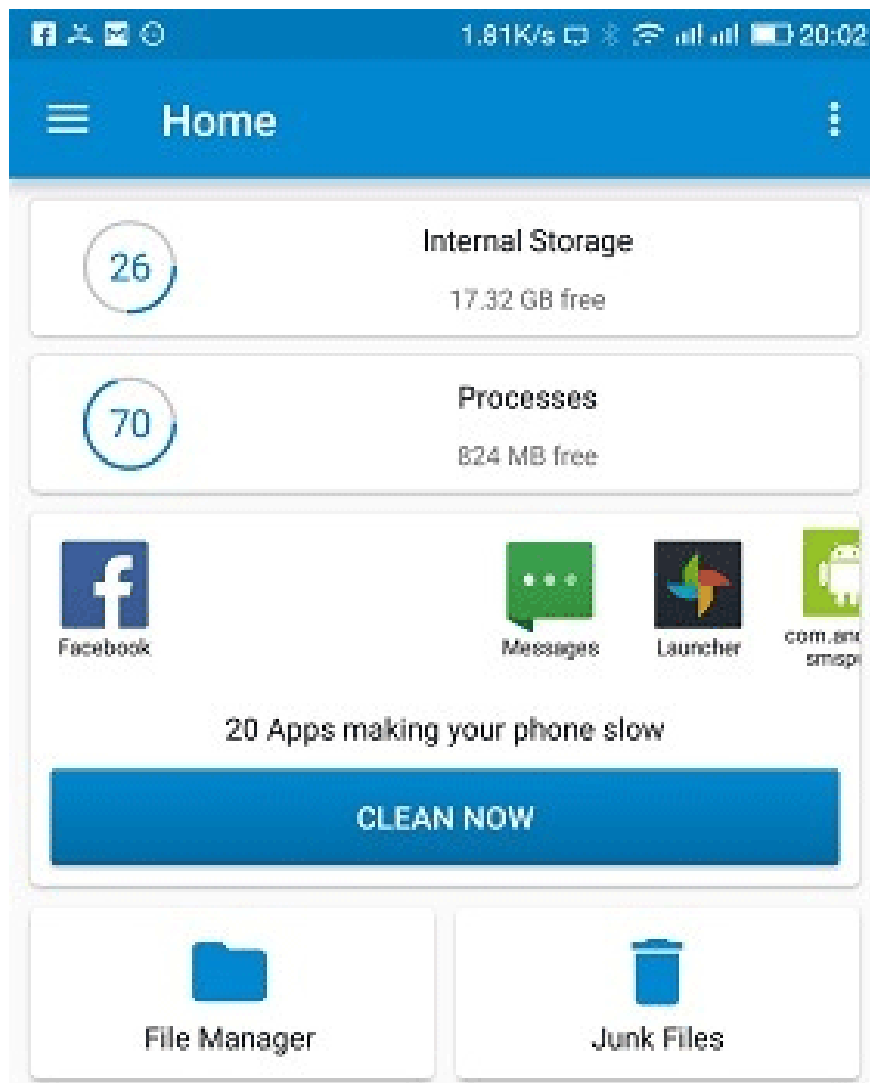 1.81K/s 20:02
Home
26
Internal Storage
17.32 GB free
70
Processes
824 MB free
Facebook
Messages
Launcher
20 Apps making your phone slow
CLEAN NOW
File Manager
Junk Files